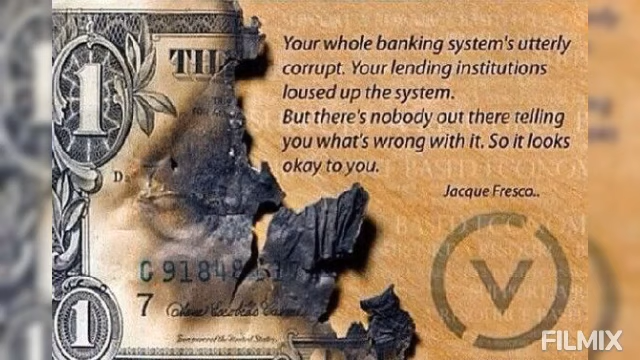 1
TH
Your whole banking system's utterly
corrupt. Your lending institutions
loused up the system.
But there's nobody out there telling
you what's wrong with it. So it looks
okay to you.
Jacque Fresco..
D.
7
1
V
FILMIX